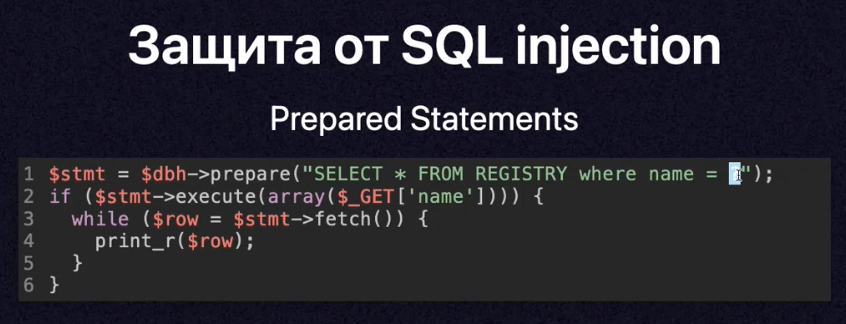 Защита от SQL injection
Prepared Statements
1 $stmt = $dbh->prepare("SELECT * FROM REGISTRY where name = ?");
2 if ($stmt->execute(array($_GET['name']))) {
3   while ($row = $stmt->fetch()) {
4     print_r($row);
5   }
6 }